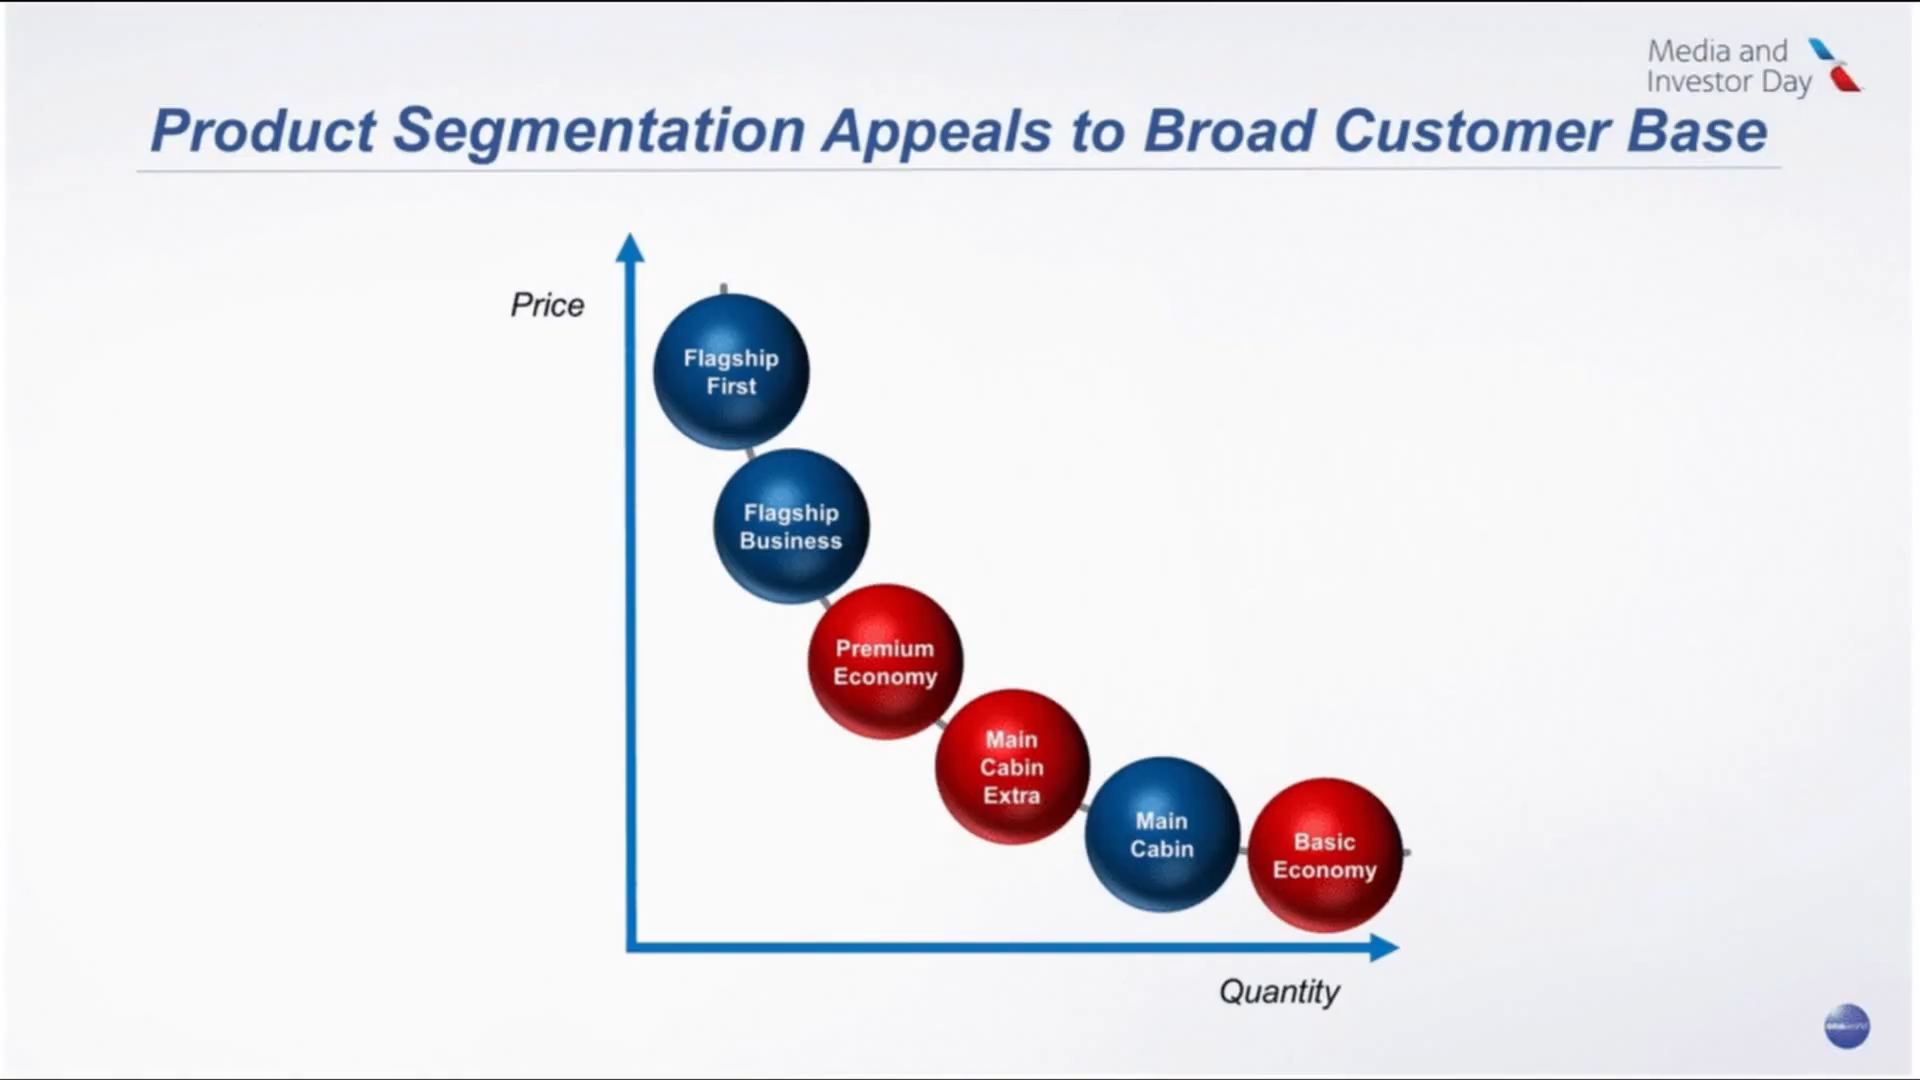 Media and
Investor Day
Product Segmentation Appeals to Broad Customer Base
Price
Flagship
First
Flagship
Business
Premium
Economy
Main
Cabin
Extra
Main
Cabin
Basic
Economy
Quantity
oneworld